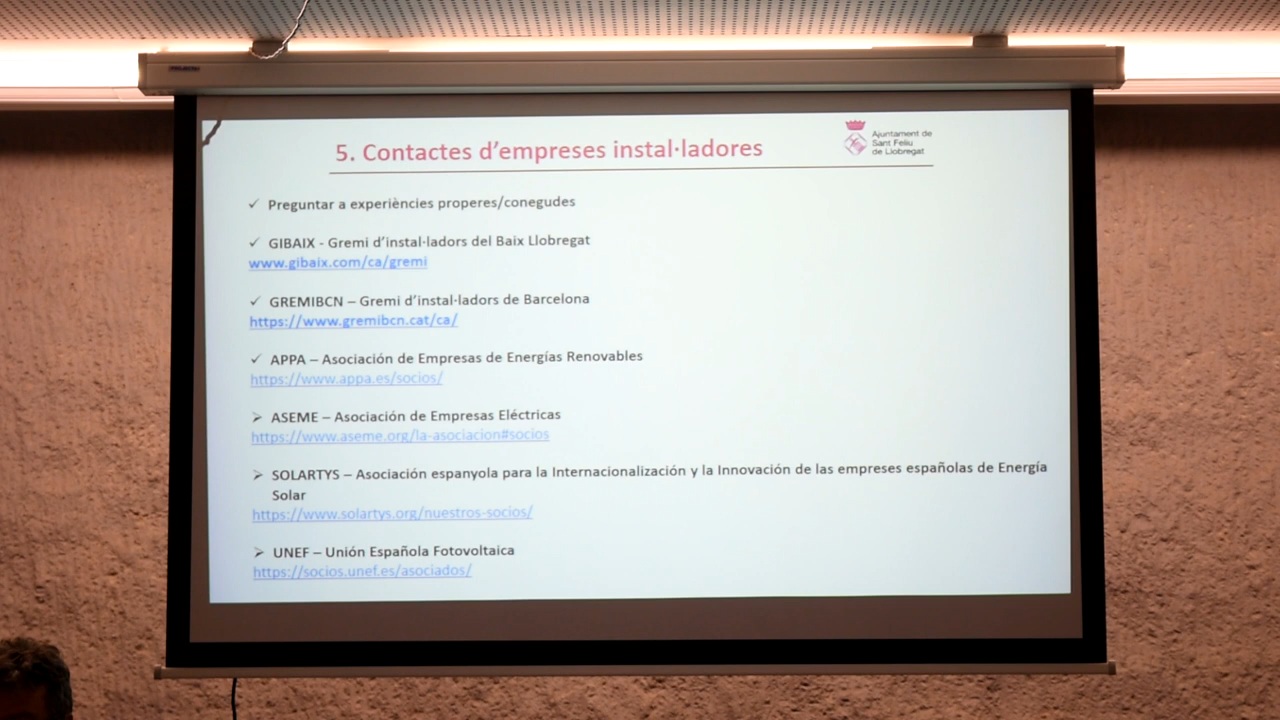 5. Contactes d'empreses instal·ladores
Ajuntament de
Sant Feliu
de Llobregat
✓ Preguntar a experiències properes/conegudes
✓ GIBAIX - Gremi d'instal·ladors del Baix Llobregat
www.gibaix.com/ca/gremi
✓ GREMIBCN – Gremi d'instal·ladors de Barcelona
https://www.gremibcn.cat/ca/
✓ APPA – Asociación de Empresas de Energías Renovables
https://www.appa.es/socios/
➢ ASEME – Asociación de Empresas Eléctricas
https://www.aseme.org/la-asociacion#socios
➢ SOLARTYS – Asociación espanyola para la Internacionalización y la Innovación de las empreses españolas de Energía
Solar
https://www.solartys.org/nuestros-socios/
➢ UNEF – Unión Española Fotovoltaica
https://socios.unef.es/asociados/